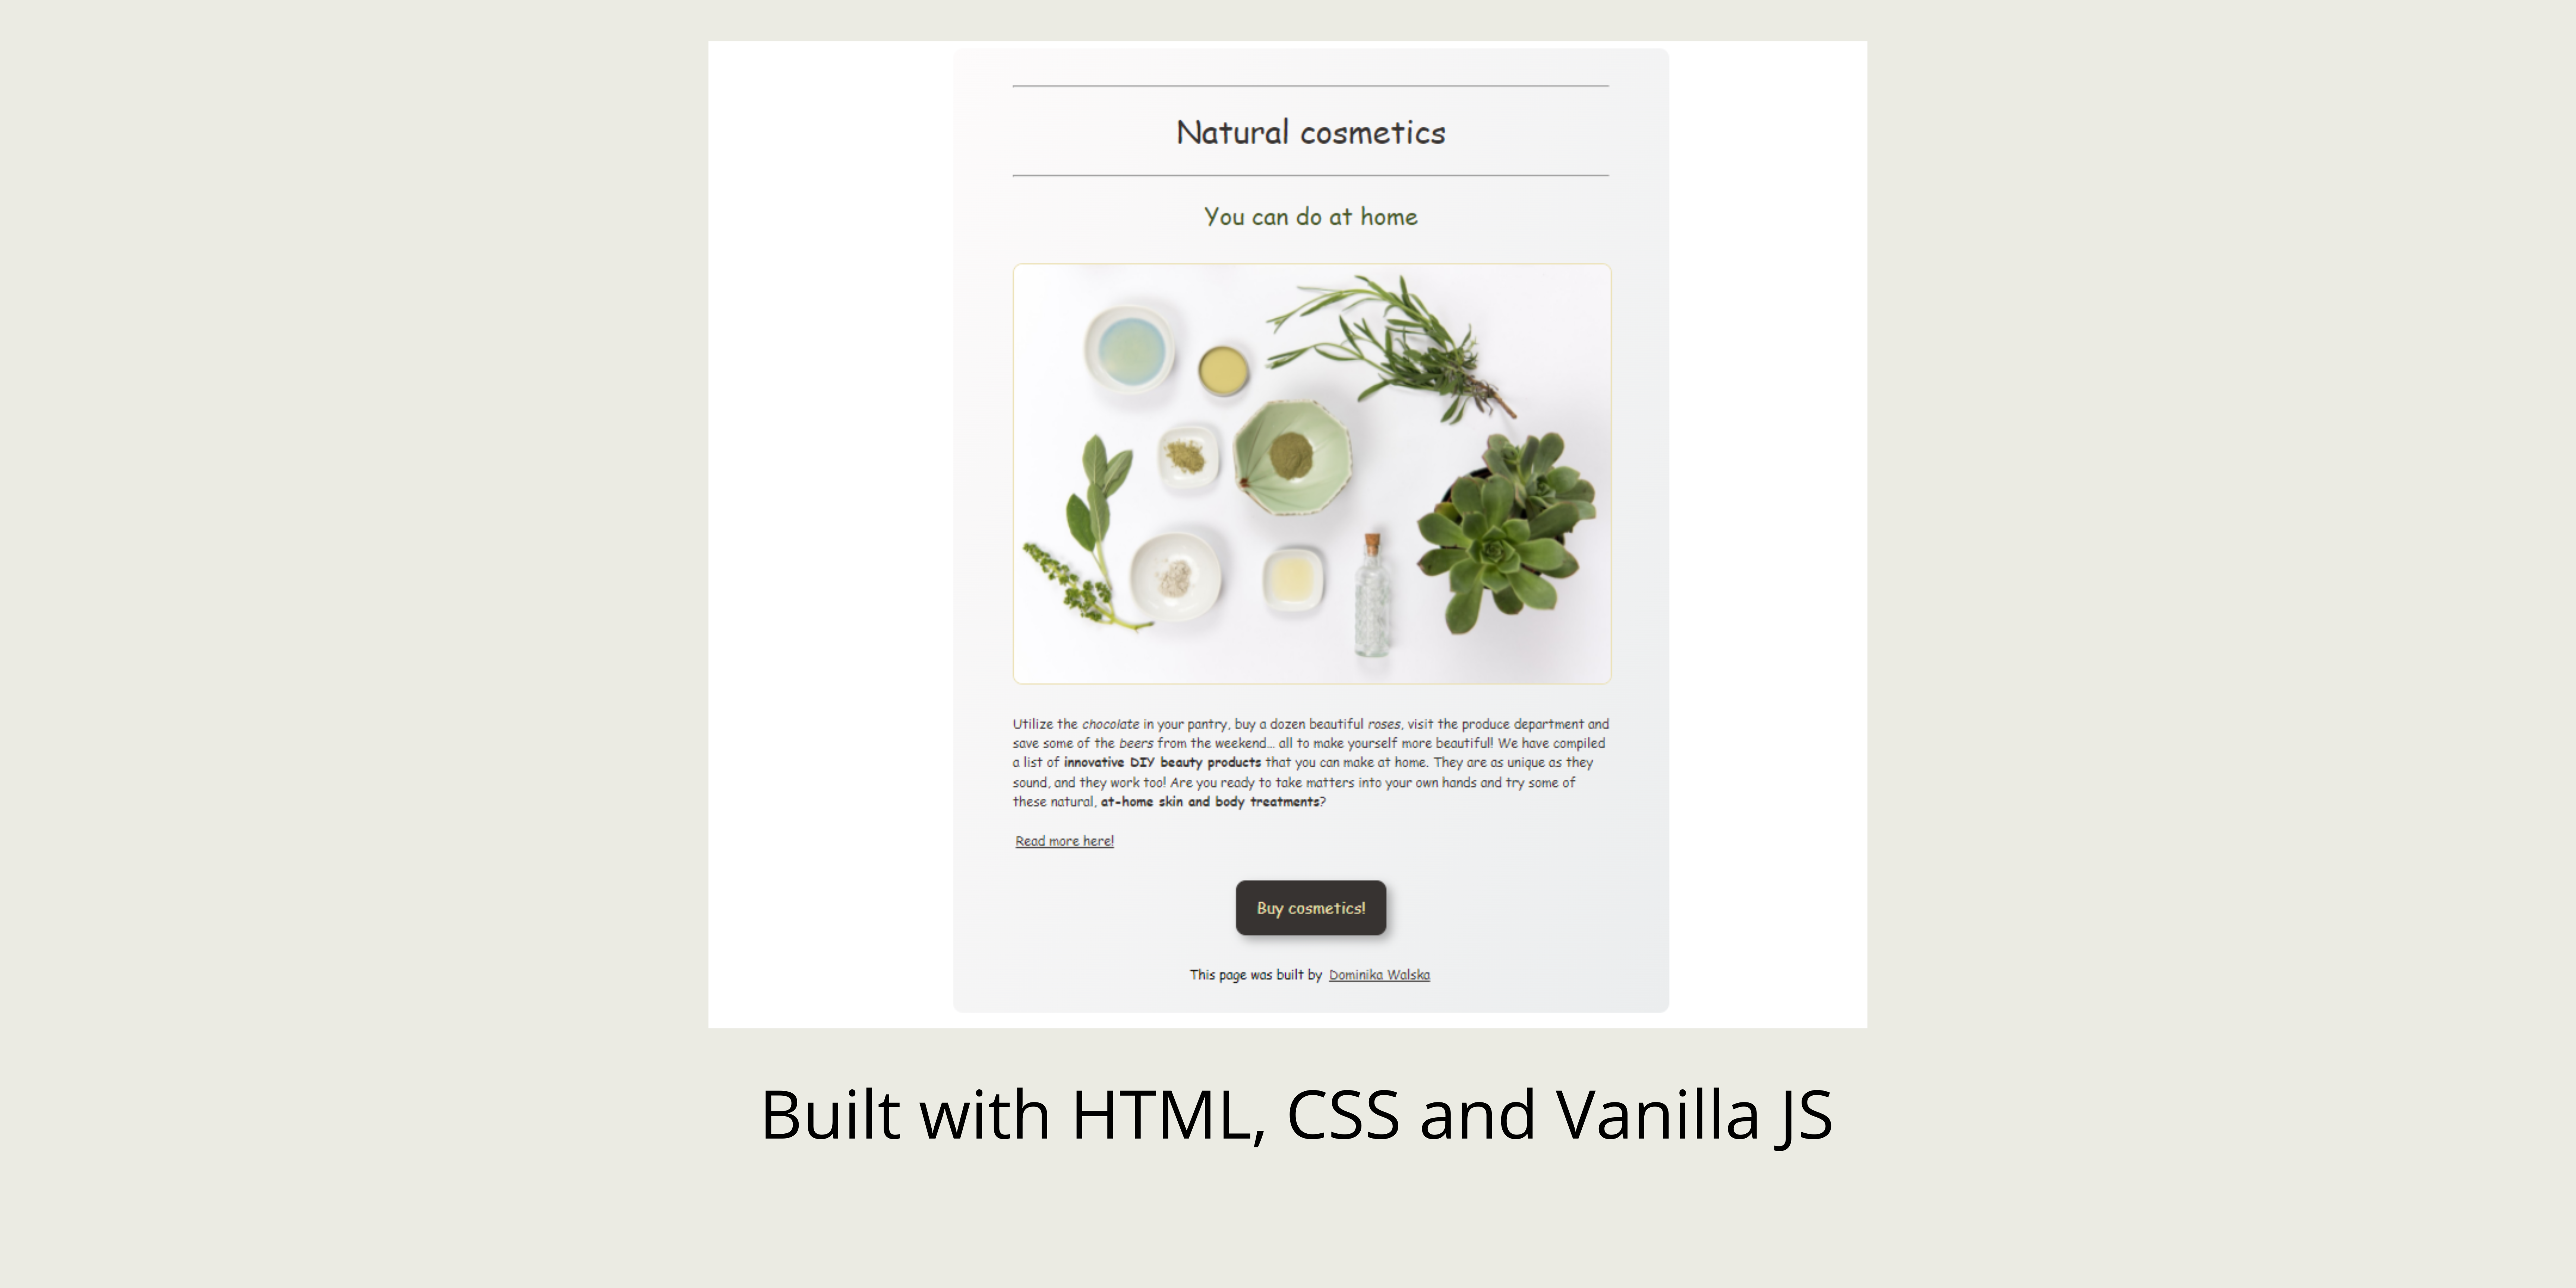 Natural cosmetics
You can do at home
Utilize the chocolate in your pantry, buy a dozen beautiful roses, visit the produce department and
save some of the beers from the weekend... all to make yourself more beautiful! We have compiled
a list of innovative DIY beauty products that you can make at home. They are as unique as they
sound, and they work too! Are you ready to take matters into your own hands and try some of
these natural, at-home skin and body treatments?
Read more here!
Buy cosmetics!
This page was built by Dominika Walska
Built with HTML, CSS and Vanilla JS